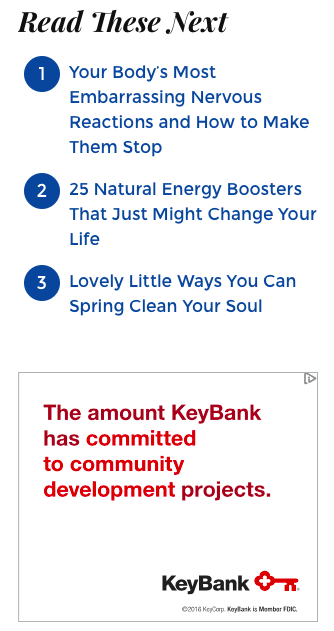 Read These Next
1
Your Body's Most
Embarrassing Nervous
Reactions and How to Make
Them Stop
2
25 Natural Energy Boosters
That Just Might Change Your
Life
3
Lovely Little Ways You Can
Spring Clean Your Soul
The amount KeyBank
has committed
to community
development projects.
KeyBank
©2016 KeyCorp. KeyBank is Member FDIC.